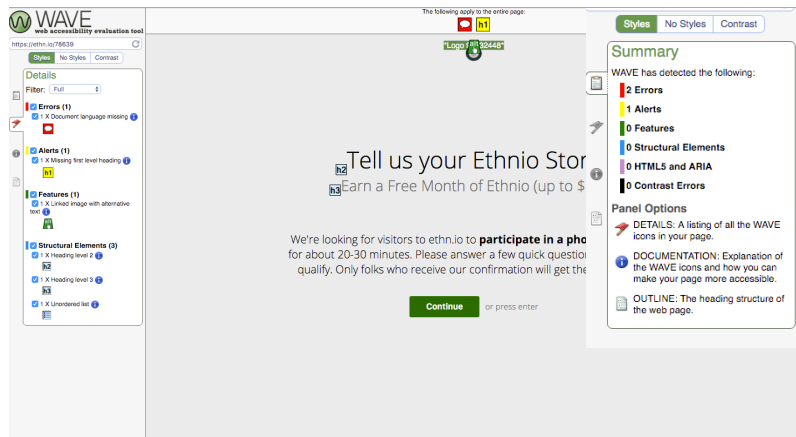 WAVE
web accessibility evaluation tool
https://ethn.io/78639
Styles No Styles Contrast
Details
Filter: Full
Errors (1)
1 X Document language missing
Alerts (1)
1 X Missing first level heading
h1
Features (1)
1 X Linked image with alternative
text
Structural Elements (3)
1 X Heading level 2
h2
1 X Heading level 3
h3
1 X Unordered list
The following apply to the entire page:
h1
*Logo 32448*
h2 Tell us your Ethnio Stor
h3 Earn a Free Month of Ethnio (up to $
We're looking for visitors to ethn.io to participate in a pho
for about 20-30 minutes. Please answer a few quick question
qualify. Only folks who receive our confirmation will get the
Continue or press enter
Styles No Styles Contrast
Summary
WAVE has detected the following:
2 Errors
1 Alerts
0 Features
0 Structural Elements
0 HTML5 and ARIA
0 Contrast Errors
Panel Options
DETAILS: A listing of all the WAVE
icons in your page.
DOCUMENTATION: Explanation of
the WAVE icons and how you can
make your page more accessible.
OUTLINE: The heading structure of
the web page.